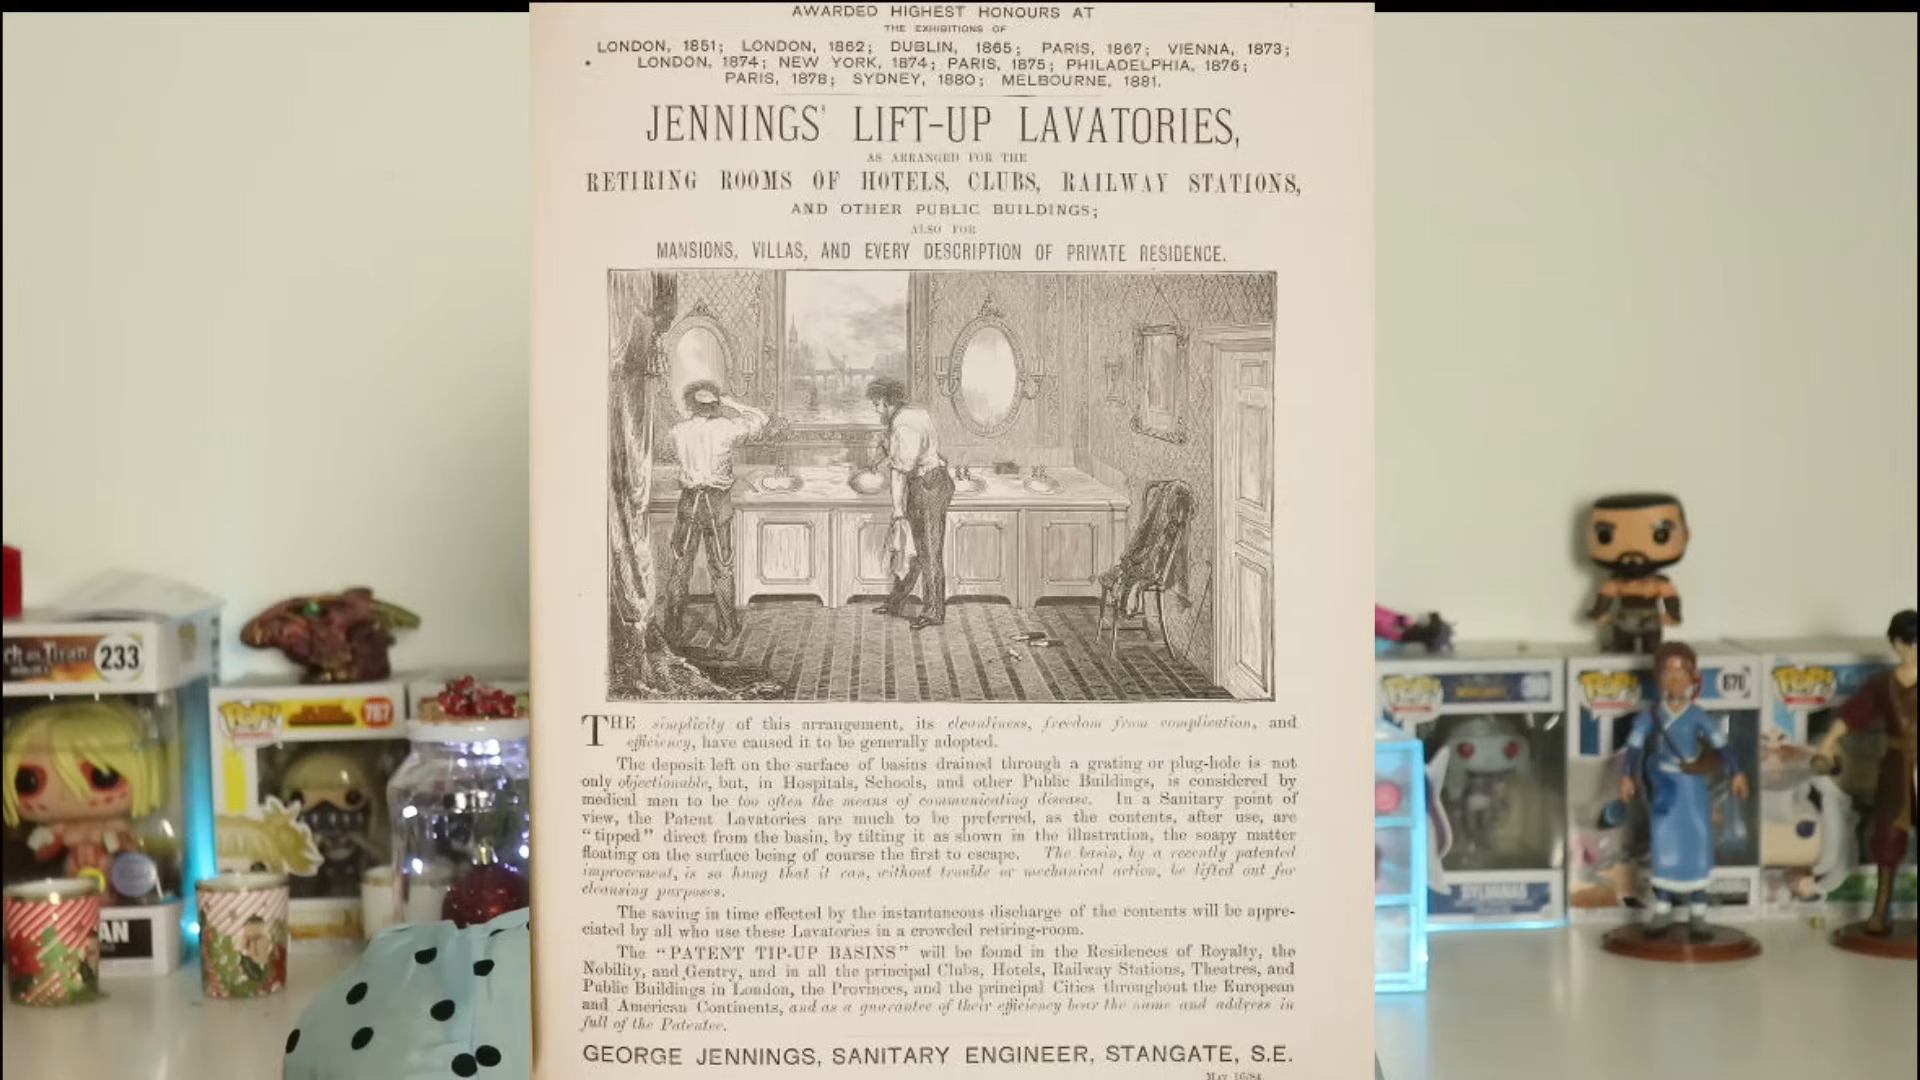 AWARDED HIGHEST HONOURS AT
THE EXHIBITIONS OF
LONDON, 1851; LONDON, 1862; DUBLIN, 1865; PARIS, 1867; VIENNA, 1873;
LONDON, 1874; NEW YORK, 1874; PARIS, 1875; PHILADELPHIA, 1876;
PARIS, 1878; SYDNEY, 1880; MELBOURNE, 1881.
JENNINGS' LIFT-UP LAVATORIES,
AS ARRANGED FOR THE
RETIRING ROOMS OF HOTELS, CLUBS, RAILWAY STATIONS,
AND OTHER PUBLIC BUILDINGS;
ALSO FOR
MANSIONS, VILLAS, AND EVERY DESCRIPTION OF PRIVATE RESIDENCE.
THE simplicity of this arrangement, its cleanliness, freedom from complication, and
efficiency, have caused it to be generally adopted.
The deposit left on the surface of basins drained through a grating or plug-hole is not
only objectionable, but, in Hospitals, Schools, and other Public Buildings, is considered by
medical men to be too often the means of communicating disease. In a Sanitary point of
view, the Patent Lavatories are much to be preferred, as the contents, after use, are
"tipped" direct from the basin, by tilting it as shown in the illustration, the soapy matter
floating on the surface being of course the first to escape. The basin, by a recently patented
improvement, is so hung that it can, without trouble or mechanical action, be lifted out for
cleansing purposes.
The saving in time effected by the instantaneous discharge of the contents will be appre-
ciated by all who use these Lavatories in a crowded retiring-room.
The "PATENT TIP-UP BASINS" will be found in the Residences of Royalty, the
Nobility, and Gentry, and in all the principal Clubs, Hotels, Railway Stations, Theatres, and
Public Buildings in London, the Provinces, and the principal Cities throughout the European
and American Continents, and as a guarantee of their efficiency bear the name and address in
full of the Patentee.
GEORGE JENNINGS, SANITARY ENGINEER, STANGATE, S.E.
233
POP!
787
AN
POP!
POP!
POP!
SYLVANAS